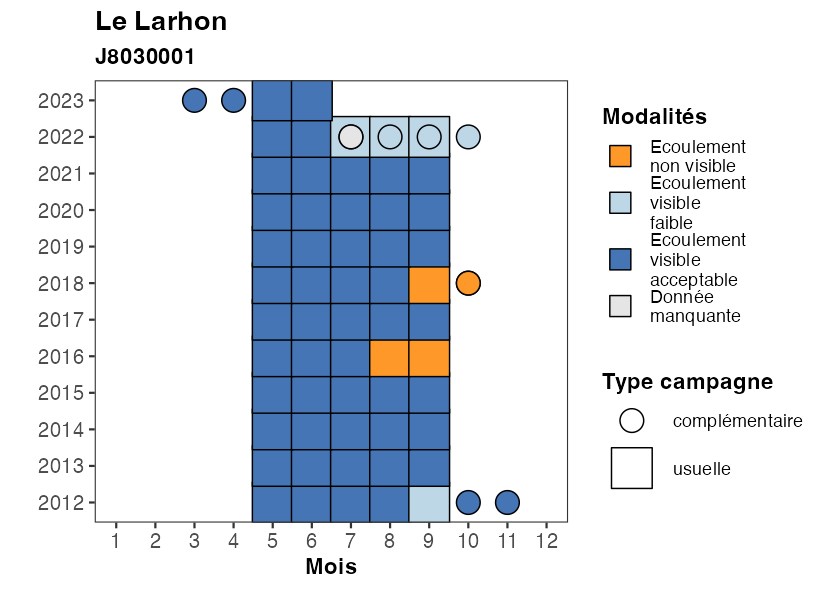 Le Larhon
J8030001
2023
2022
2021
2020
2019
2018
2017
2016
2015
2014
2013
2012
1 2 3 4 5 6 7 8 9 10 11 12
Mois
Modalités
Ecoulement
non visible
Ecoulement
visible
faible
Ecoulement
visible
acceptable
Donnée
manquante
Type campagne
complémentaire
usuelle